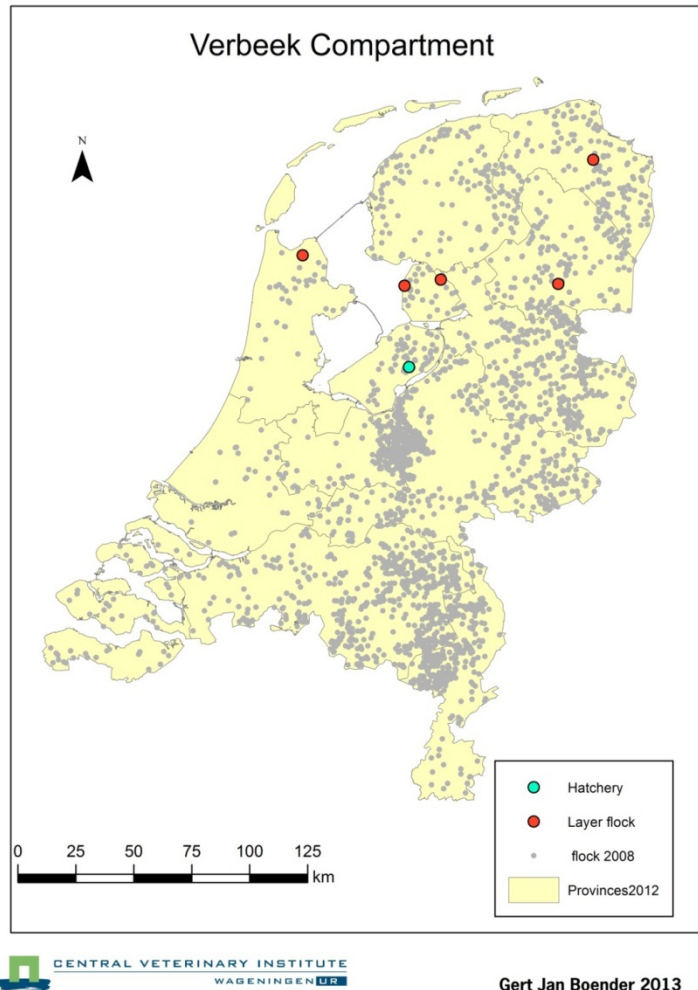 Verbeek Compartment
N
Hatchery
Layer flock
flock 2008
Provinces2012
0 25 50 75 100 125
km
CENTRAL VETERINARY INSTITUTE
WAGENINGEN UR
Gert Jan Boender 2013